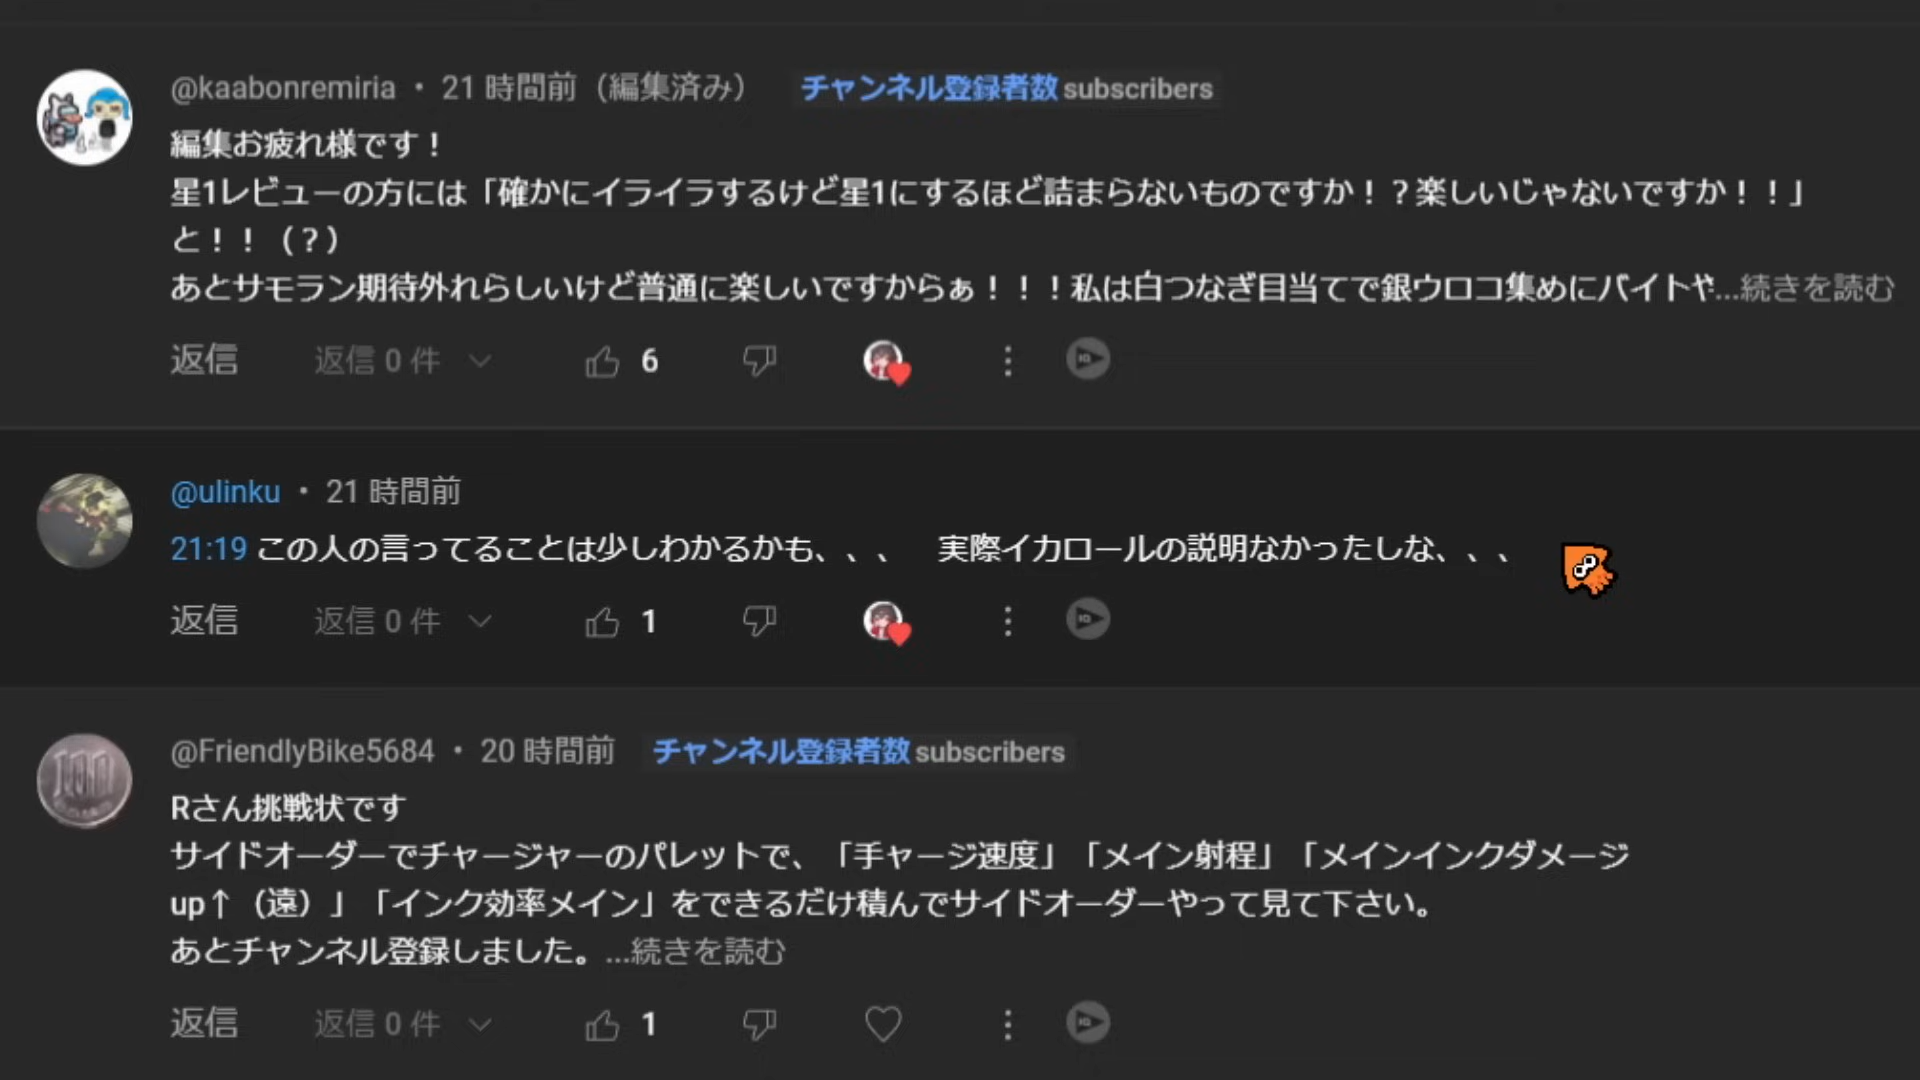 @kaabonremiria • 21 時間前（編集済み） チャンネル登録者数 subscribers
編集お疲れ様です！
星1レビューの方には「確かにイライラするけど星1にするほど詰まらないものですか！？楽しいじゃないですか！！」
と！！（？）
あとサモラン期待外れらしいけど普通に楽しいですからぁ！！！私は白つなぎ目当てで銀ウロコ集めにバイトや...続きを読む
返信 返信 0 件 6
@ulinku • 21 時間前
21:19 この人の言ってることは少しわかるかも、、、 実際イカロールの説明なかったしな、、、
返信 返信 0 件 1
@FriendlyBike5684 • 20 時間前 チャンネル登録者数 subscribers
Rさん挑戦状です
サイドオーダーでチャージャーのパレットで、「手ャージ速度」「メイン射程」「メインインクダメージ
up↑（遠）」「インク効率メイン」をできるだけ積んでサイドオーダーやって見て下さい。
あとチャンネル登録しました。...続きを読む
返信 返信 0 件 1